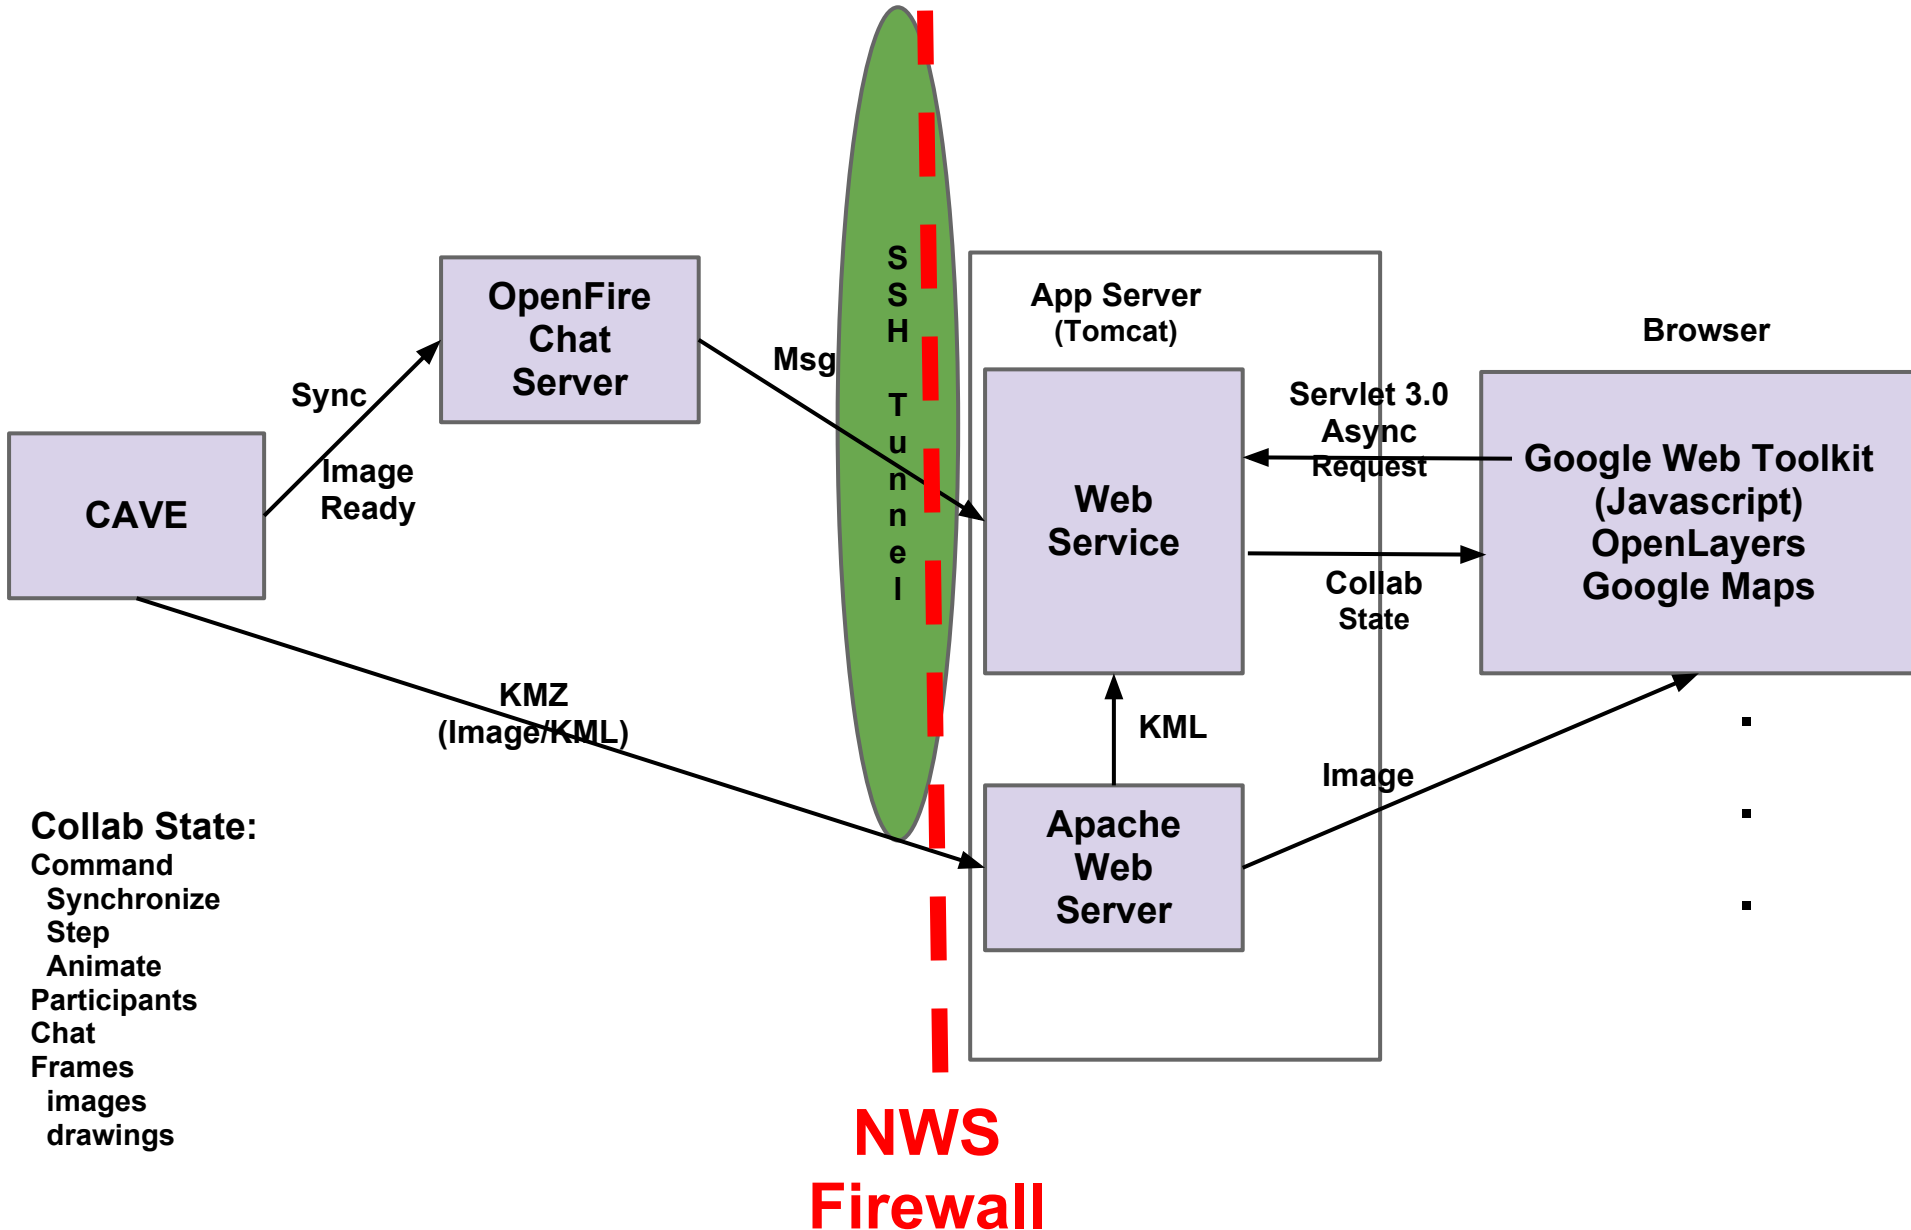 OpenFire
Chat
Server
Sync
Image
Ready
CAVE
Msg
S
S
H
T
u
n
n
e
l
App Server
(Tomcat)
Browser
Servlet 3.0
Async
Request
Web
Service
Google Web Toolkit
(Javascript)
OpenLayers
Google Maps
Collab
State
KMZ
(Image/KML)
KML
Image
Apache
Web
Server
Collab State:
Command
Synchronize
Step
Animate
Participants
Chat
Frames
images
drawings
NWS
Firewall